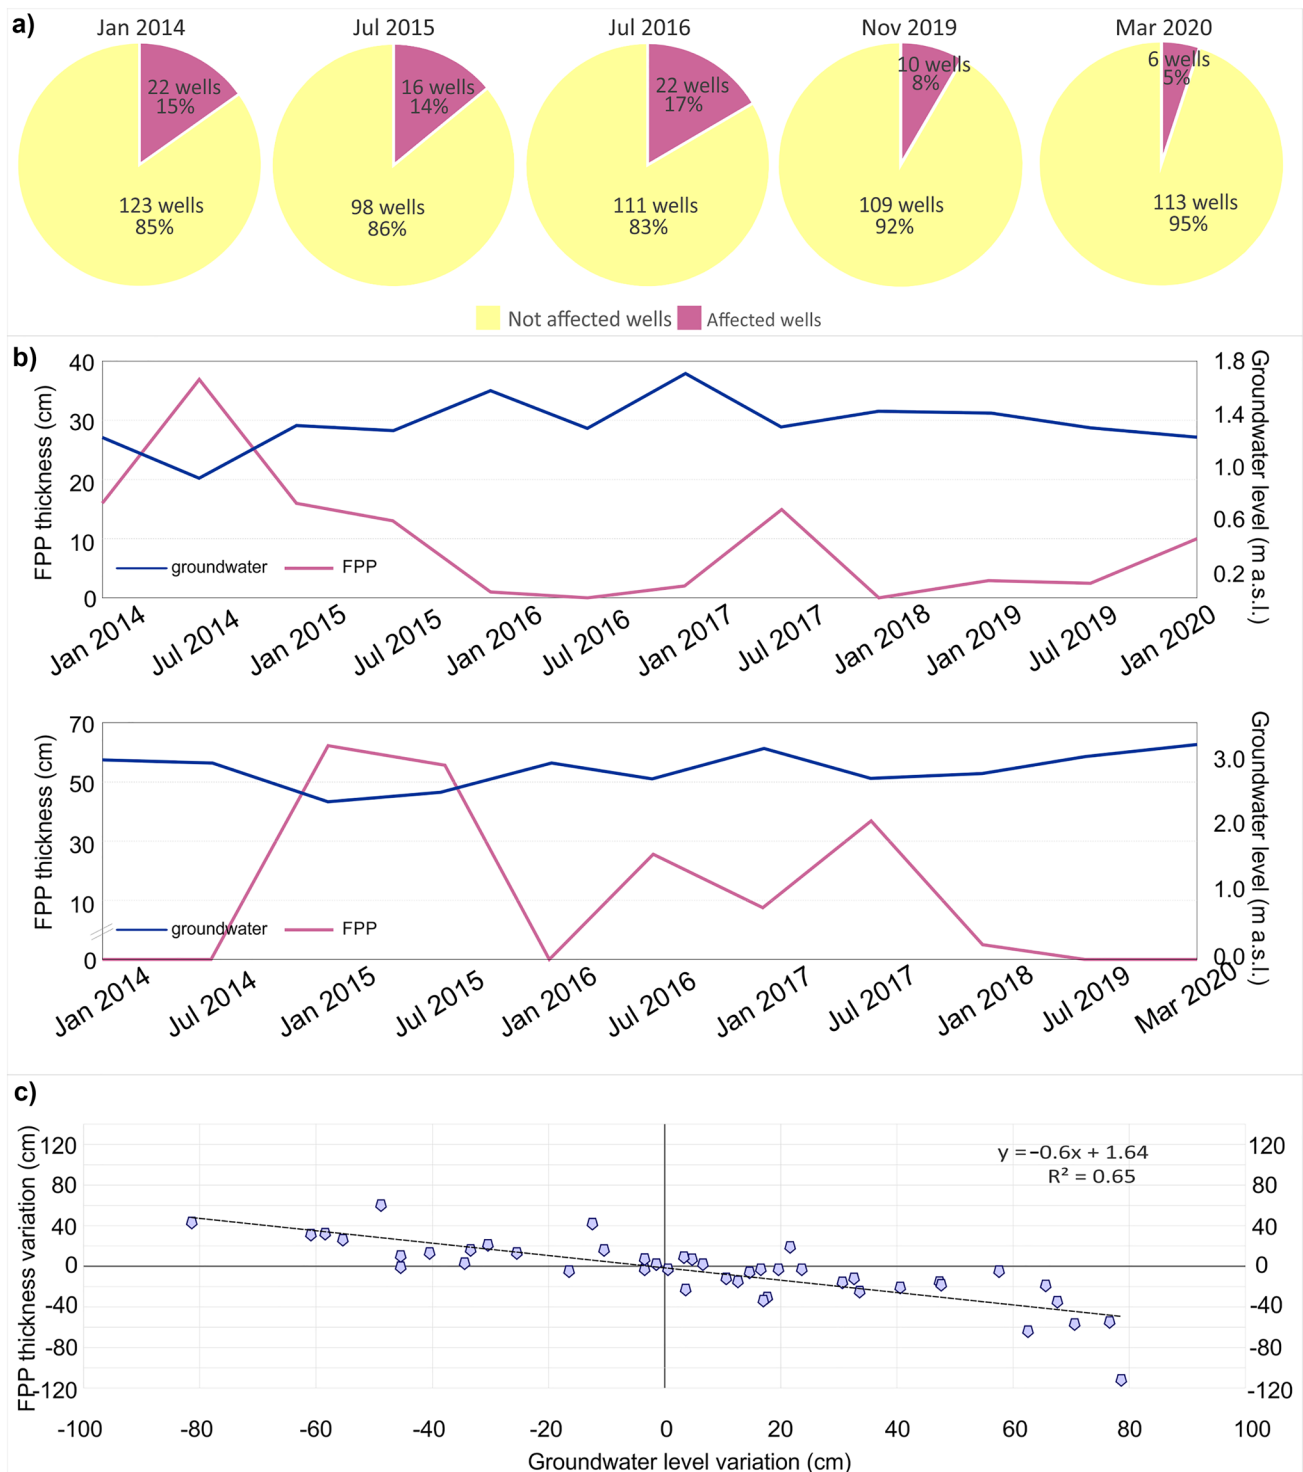 a)
Jan 2014
Jul 2015
Jul 2016
Nov 2019
Mar 2020
22 wells
15%
123 wells
85%
16 wells
14%
98 wells
86%
22 wells
17%
111 wells
83%
10 wells
8%
109 wells
92%
6 wells
5%
113 wells
95%
Not affected wells
Affected wells
b)
FPP thickness (cm)
40
30
20
10
0
1.8
1.4
1.0
0.6
0.2
Groundwater level (m a.s.l.)
groundwater
FPP
Jan 2014
Jul 2014
Jan 2015
Jul 2015
Jan 2016
Jul 2016
Jan 2017
Jul 2017
Jan 2018
Jan 2019
Jul 2019
Jan 2020
FPP thickness (cm)
70
50
30
10
0
3.0
2.0
1.0
0.0
Groundwater level (m a.s.l.)
groundwater
FPP
Jan 2014
Jul 2014
Jan 2015
Jul 2015
Jan 2016
Jul 2016
Jan 2017
Jul 2017
Jan 2018
Jul 2019
Mar 2020
c)
FPP thickness variation (cm)
120
80
40
0
-40
-80
-120
y = −0.6x + 1.64
R² = 0.65
120
80
40
0
-40
-80
-120
-100
-80
-60
-40
-20
0
20
40
60
80
100
Groundwater level variation (cm)